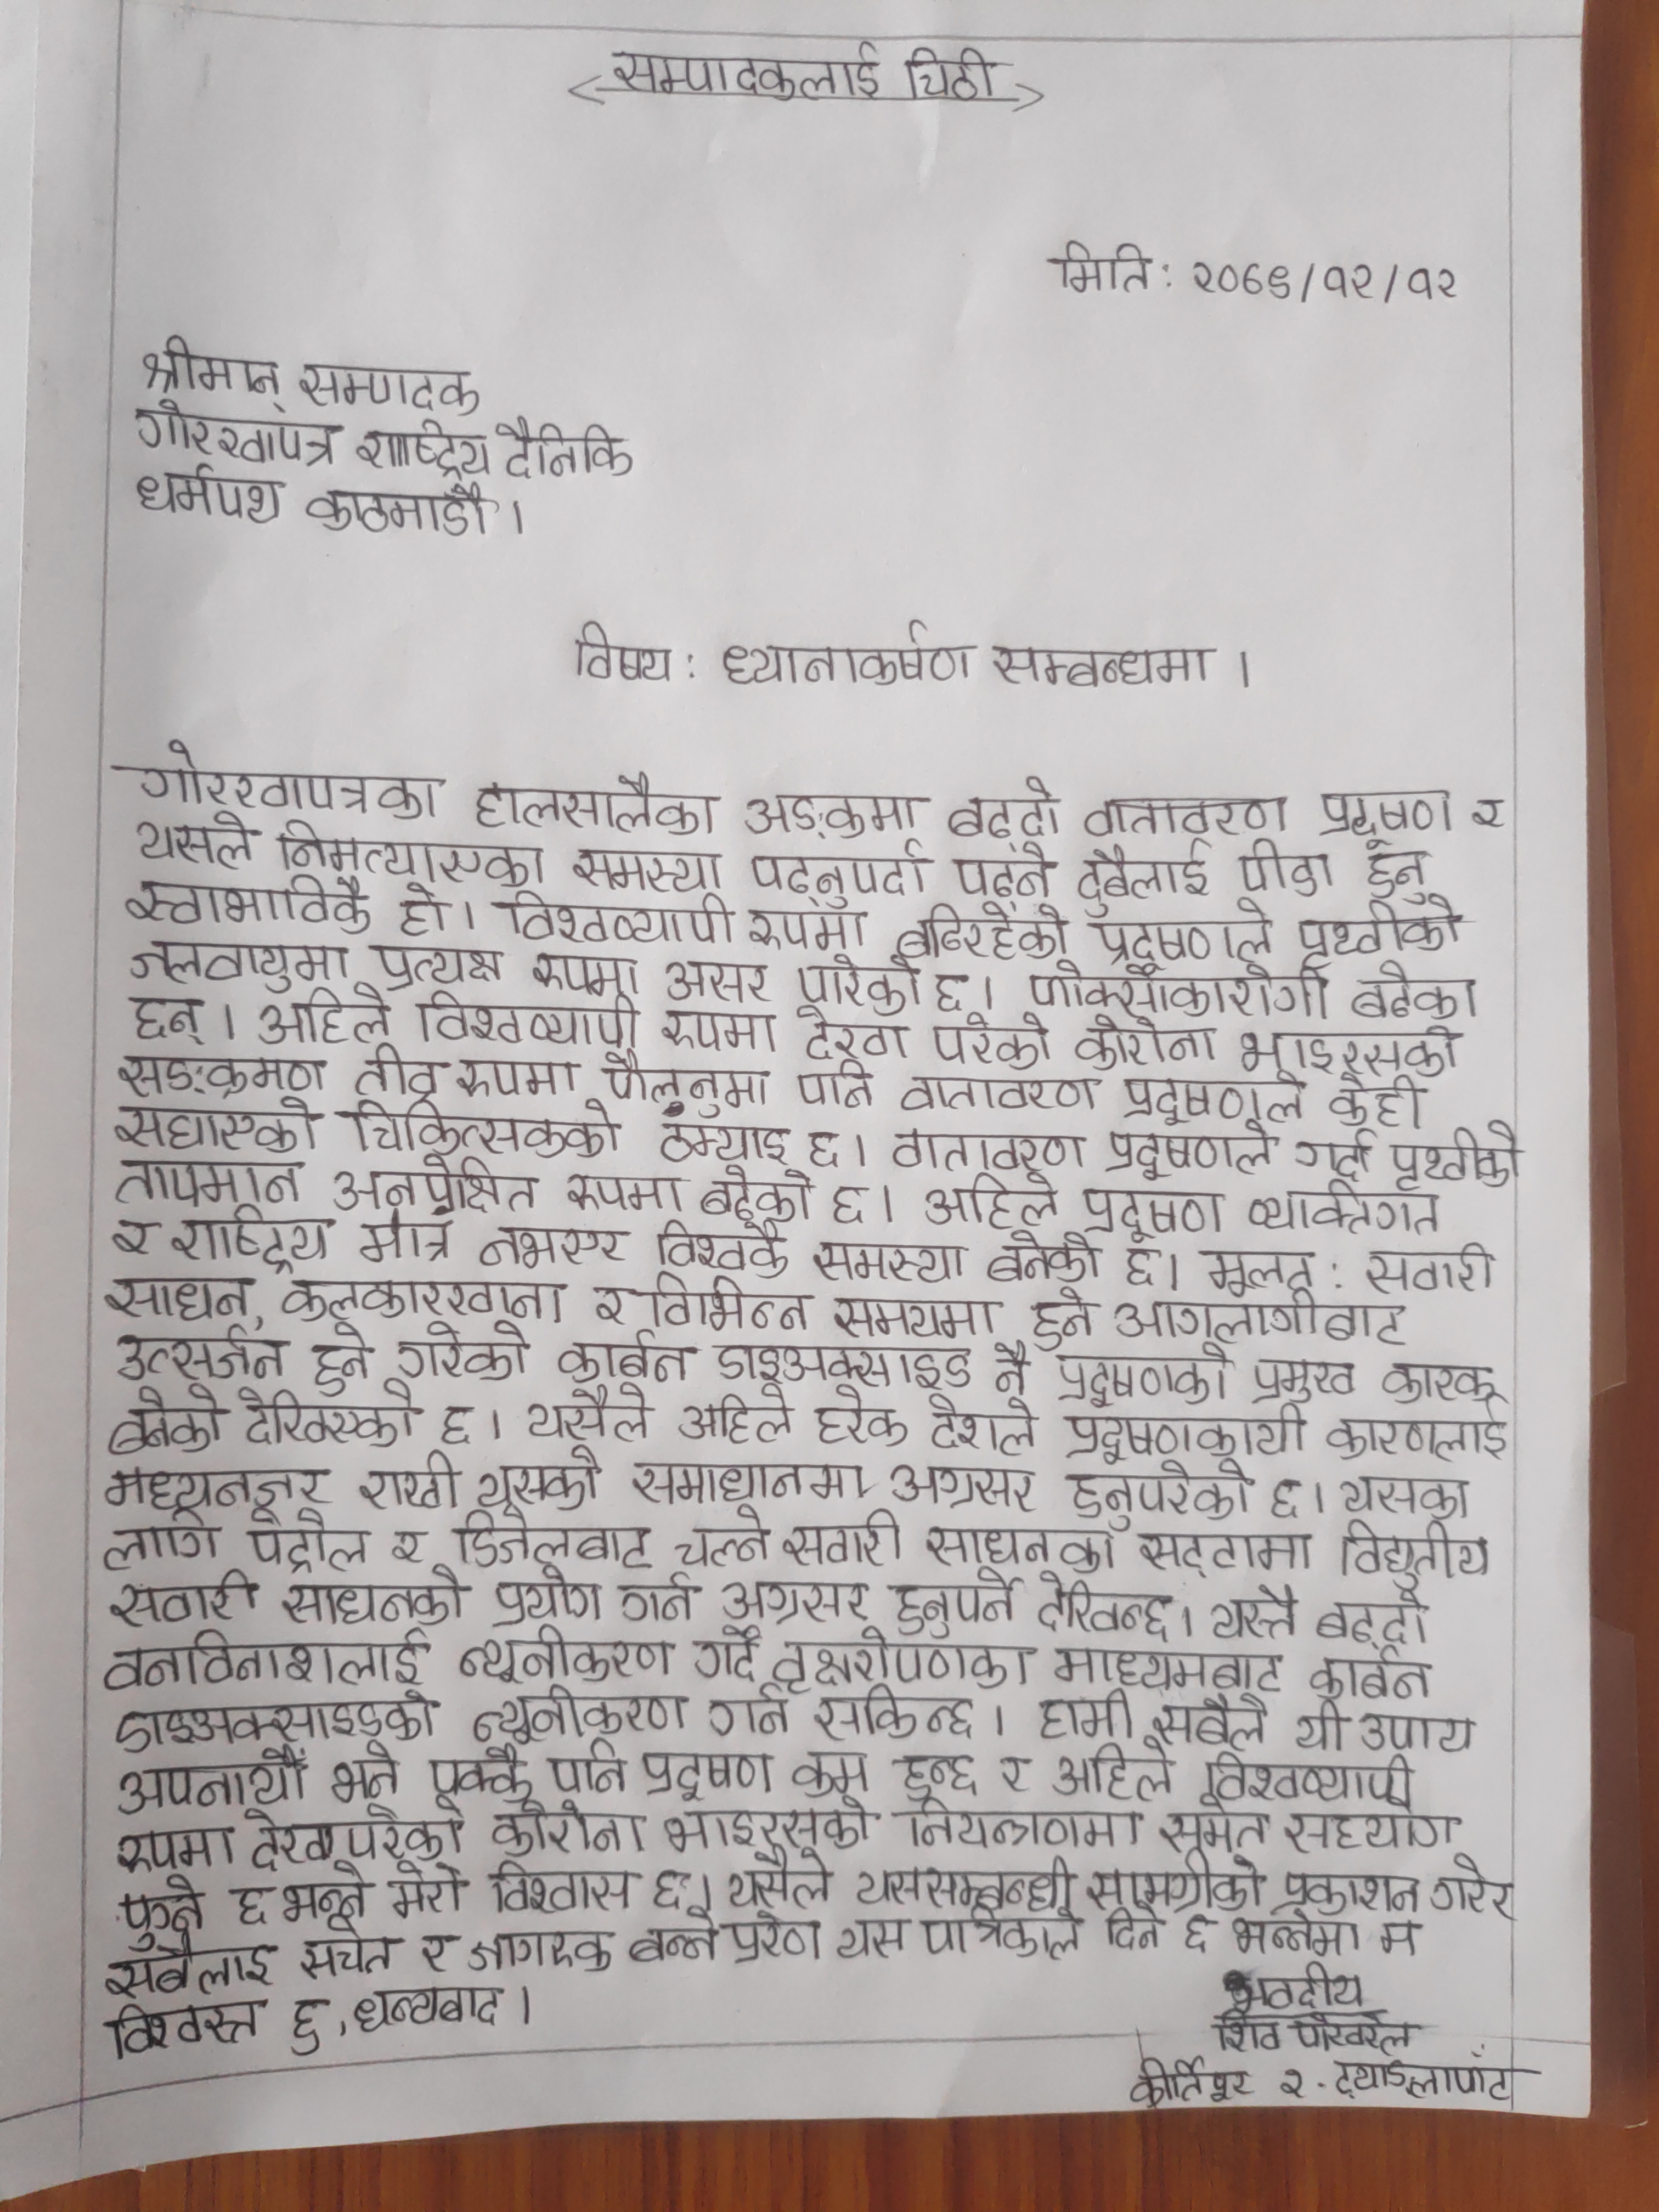 सम्पादकलाई चिठी
मिति: २०७६/१२/१२
श्रीमान् सम्पादक
गोरखापत्र राष्ट्रिय दैनिकि
धर्मपथ काठमाडौं ।
विषय: ध्यानाकर्षण सम्बन्धमा ।
गोरखापत्रका हालसालैका अङ्कमा बढ्दो वातावरण प्रदूषण र
यसले निम्त्याएका समस्या पढ्नुपर्दा पढ्ने दुबैलाई पीडा हुनु
स्वाभाविकै हो । विश्वव्यापी रुपमा बढिरहेको प्रदूषणले पृथ्वीको
जलवायुमा प्रत्यक्ष रुपमा असर पारेको छ । फोक्सोकारोगी बढेका
छन् । अहिले विश्वव्यापी रुपमा देखा परेको कोरोना भाइरसको
सङ्क्रमण तीव्र रुपमा फैलनुमा पनि वातावरण प्रदूषणले केही
सघाएको चिकित्सकको ठम्याइ छ । वातावरण प्रदूषणले गर्दा पृथ्वीको
तापमान अनपेक्षित रुपमा बढेको छ । अहिले प्रदूषण व्यक्तिगत
र राष्ट्रिय मात्र नभएर विश्वकै समस्या बनेको छ । मूलत: सवारी
साधन, कलकारखाना र विभिन्न समयमा हुने आगलागीबाट
उत्सर्जन हुने गरेको कार्बन डाइअक्साइड नै प्रदूषणको प्रमुख कारक
बनेको देखिएको छ । यसैले अहिले हरेक देशले प्रदूषणकायी कारणलाई
मध्यनजर राखी यसको समाधानमा अग्रसर हुनुपरेको छ । यसका
लागि पेट्रोल र डिजेलबाट चल्ने सवारी साधनका सट्टामा विद्युतीय
सवारी साधनको प्रयोग गर्न अग्रसर हुनुपर्ने देखिन्छ । यस्तै बढ्दो
वनविनाशलाई न्यूनीकरण गर्दै वृक्षरोपणका माध्यमबाट कार्बन
डाइअक्साइडको न्यूनीकरण गर्न सकिन्छ । हामी सबैले यी उपाय
अपनायौं भने पक्कै पनि प्रदूषण कम हुन्छ र अहिले विश्वव्यापी
रुपमा देखापरेको कोरोना भाइरसको नियन्त्रणमा समेत सहयोग
पुग्ने छ भन्ने मेरो विश्वास छ । यसैले यससम्बन्धी सामग्रीको प्रकाशन गरेर
सबैलाइ सचेत र जागरुक बन्ने प्रेरणा यस पत्रिकाले दिने छ भन्नेमा म
विश्वस्त छु, धन्यबाद ।
भवदीय
शिव पोखरेल
कीर्तिपुर २. ट्याङ्लाफाँट